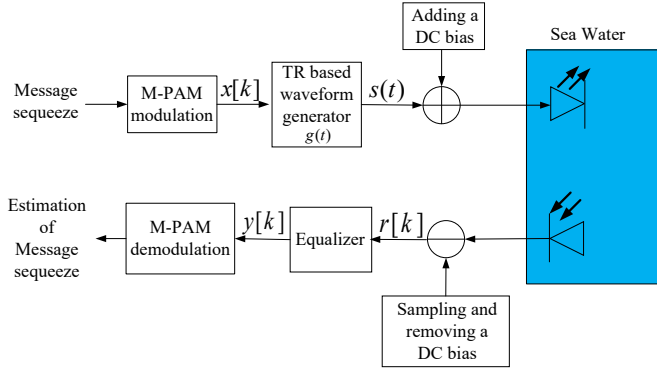 Adding a
DC bias
Sea Water
Message
sequeeze
M-PAM
modulation
x[k]
TR based
waveform
generator
g(t)
s(t)
Estimation
of
Message
sequeeze
M-PAM
demodulation
y[k]
Equalizer
r[k]
Sampling and
removing a
DC bias